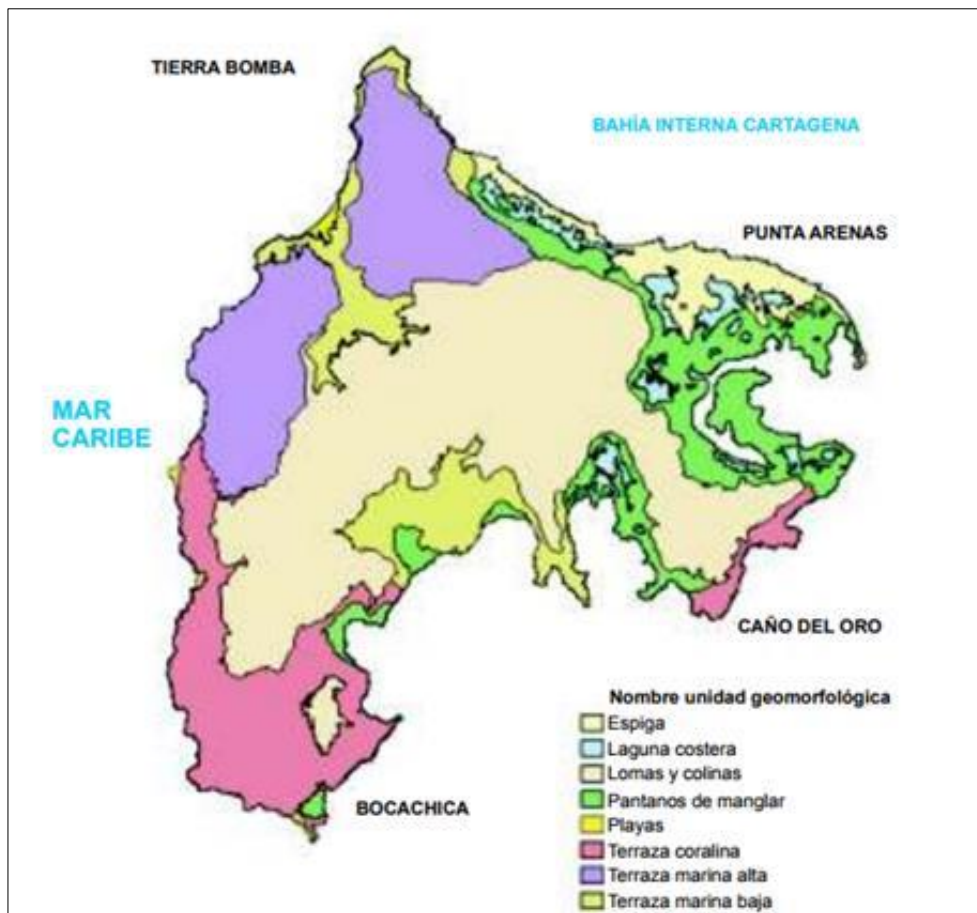 TIERRA BOMBA
BAHÍA INTERNA CARTAGENA
PUNTA ARENAS
MAR
CARIBE
CAÑO DEL ORO
BOCACHICA
Nombre unidad geomorfológica
Espiga
Laguna costera
Lomas y colinas
Pantanos de manglar
Playas
Terraza coralina
Terraza marina alta
Terraza marina baja